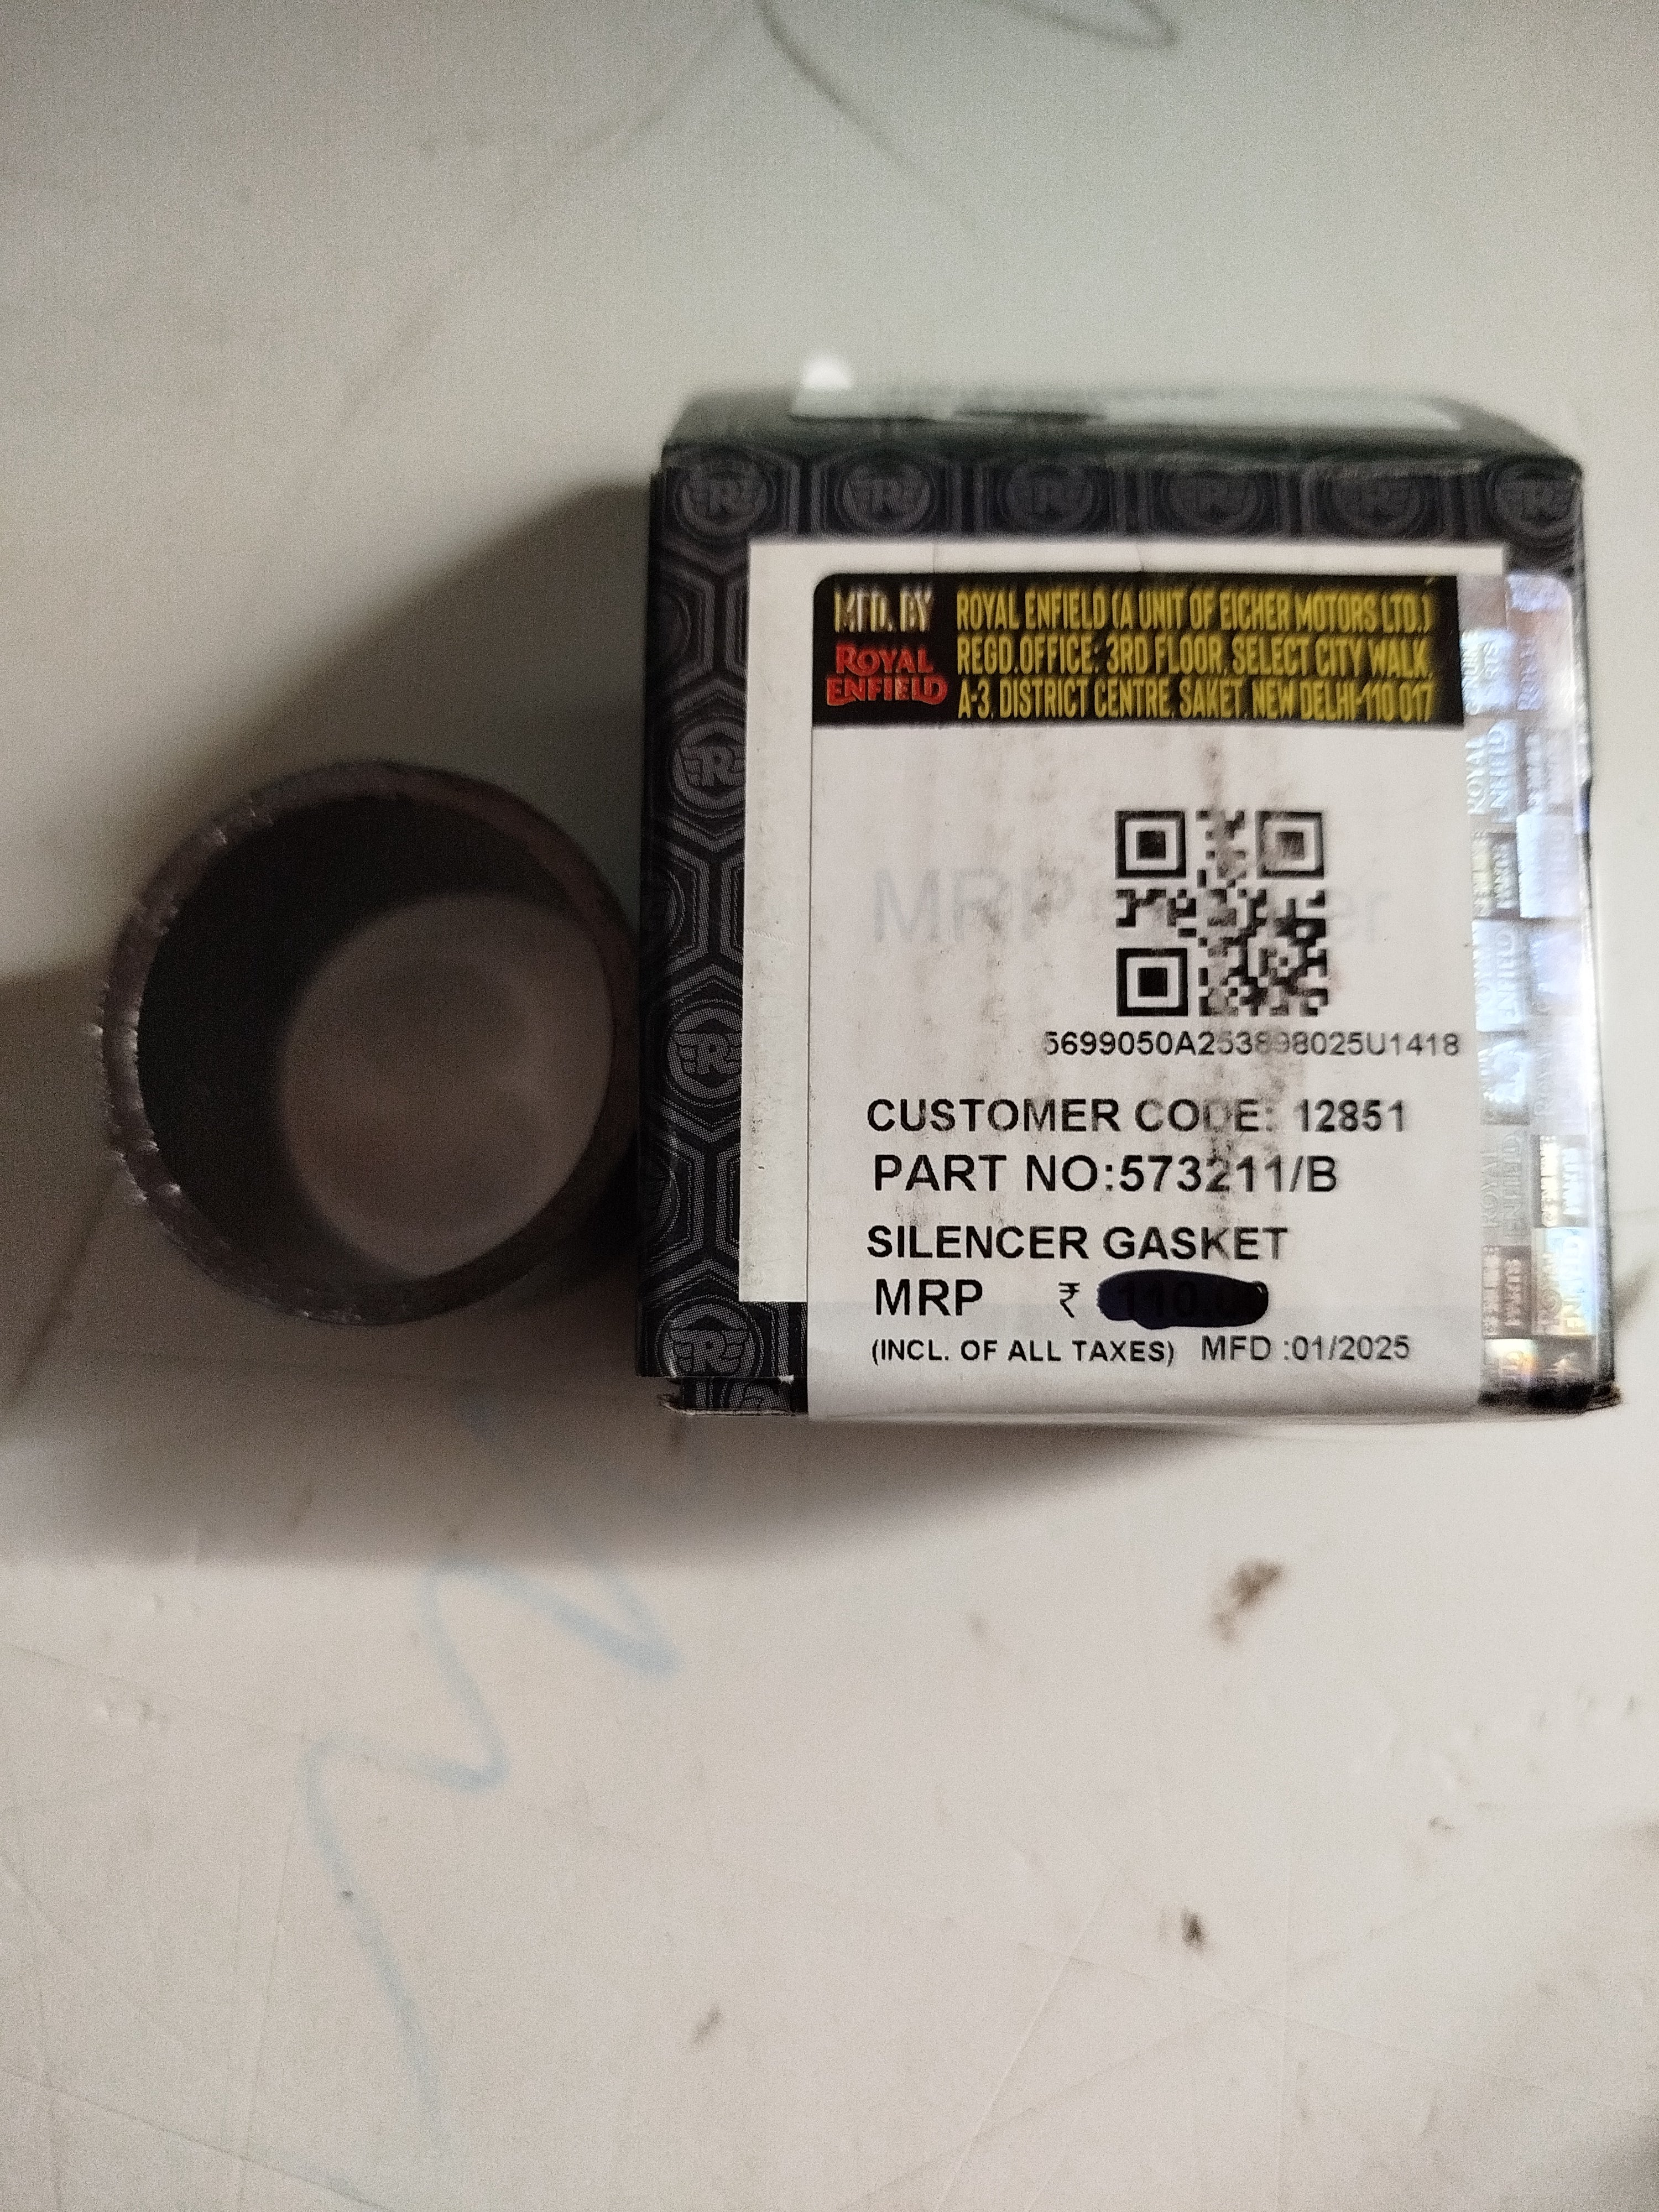 MFD. BY
ROYAL ENFIELD
ROYAL ENFIELD (A UNIT OF EICHER MOTORS LTD.)
REGD.OFFICE: 3RD FLOOR, SELECT CITY WALK,
A-3, DISTRICT CENTRE, SAKET, NEW DELHI-110 017
MRP
5699050A253898025U1418
CUSTOMER CODE: 12851
PART NO:573211/B
SILENCER GASKET
MRP ₹
(INCL. OF ALL TAXES) MFD :01/2025